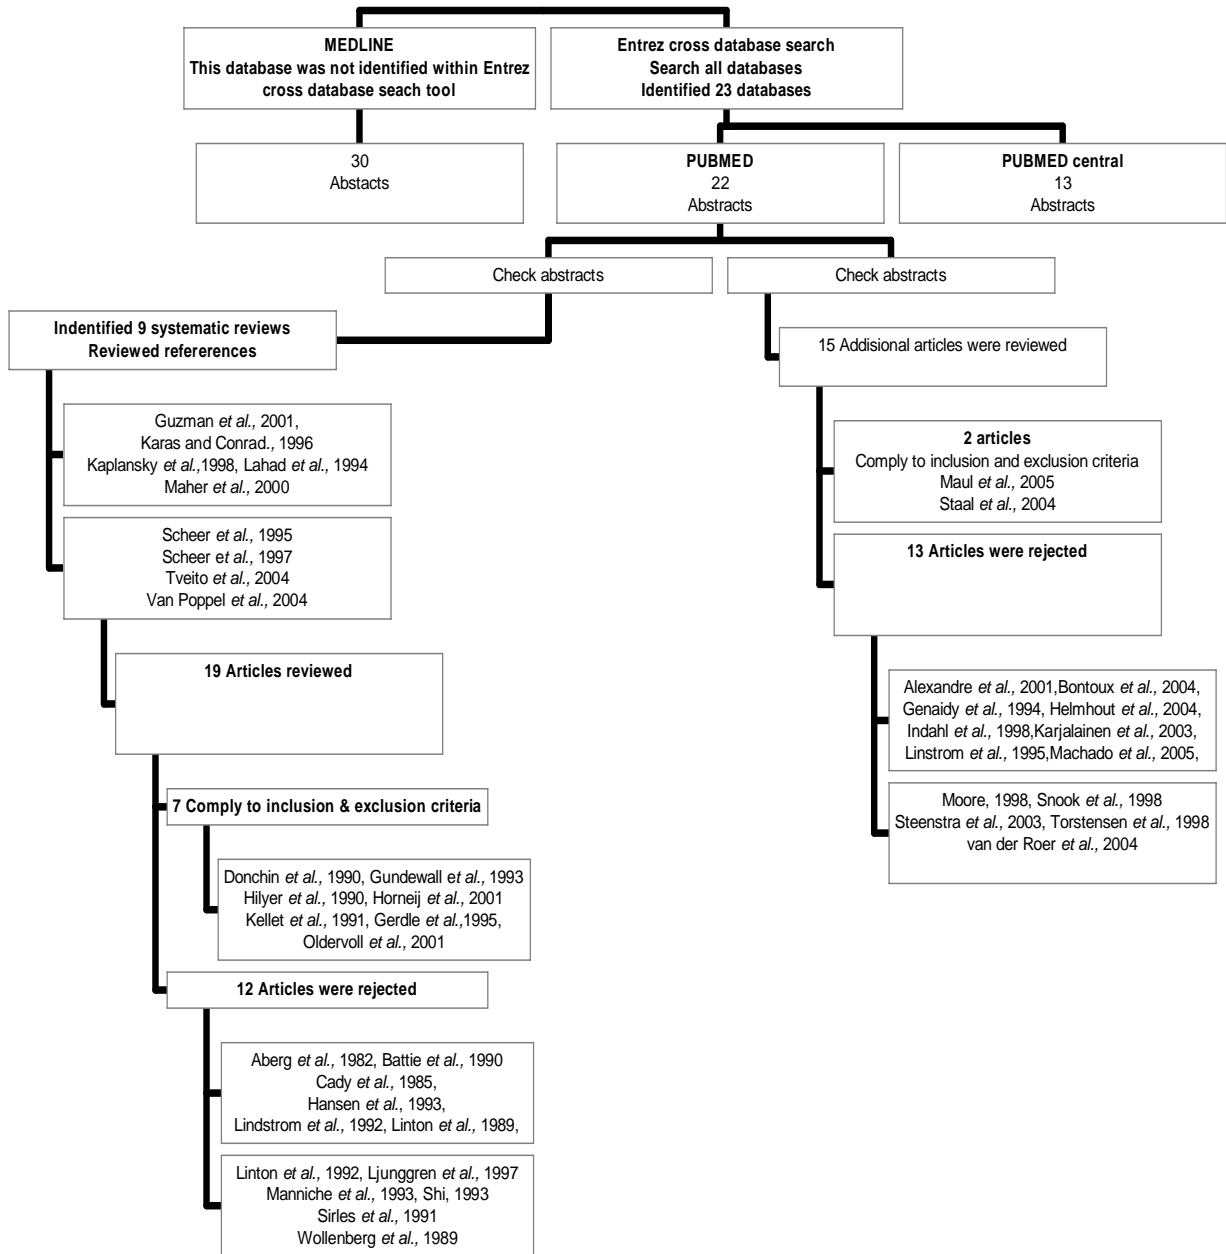 MEDLINE
This database was not identified within Entrez
cross database seach tool
Entrez cross database search
Search all databases
Identified 23 databases
30
Abstacts
PUBMED
22
Abstracts
PUBMED central
13
Abstracts
Check abstracts
Check abstracts
Indentified 9 systematic reviews
Reviewed refererences
15 Addisional articles were reviewed
Guzman et al., 2001,
Karas and Conrad., 1996
Kaplansky et al.,1998, Lahad et al., 1994
Maher et al., 2000
2 articles
Comply to inclusion and exclusion criteria
Maul et al., 2005
Staal et al., 2004
Scheer et al., 1995
Scheer et al., 1997
Tveito et al., 2004
Van Poppel et al., 2004
13 Articles were rejected
19 Articles reviewed
Alexandre et al., 2001,Bontoux et al., 2004,
Genaidy et al., 1994, Helmhout et al., 2004,
Indahl et al., 1998,Karjalainen et al., 2003,
Linstrom et al., 1995,Machado et al., 2005,
Moore, 1998, Snook et al., 1998
Steenstra et al., 2003, Torstensen et al., 1998
van der Roer et al., 2004
7 Comply to inclusion & exclusion criteria
Donchin et al., 1990, Gundewall et al., 1993
Hilyer et al., 1990, Horneij et al., 2001
Kellet et al., 1991, Gerdle et al.,1995,
Oldervoll et al., 2001
12 Articles were rejected
Aberg et al., 1982, Battie et al., 1990
Cady et al., 1985,
Hansen et al., 1993,
Lindstrom et al., 1992, Linton et al., 1989,
Linton et al., 1992, Ljunggren et al., 1997
Manniche et al., 1993, Shi, 1993
Sirles et al., 1991
Wollenberg et al., 1989